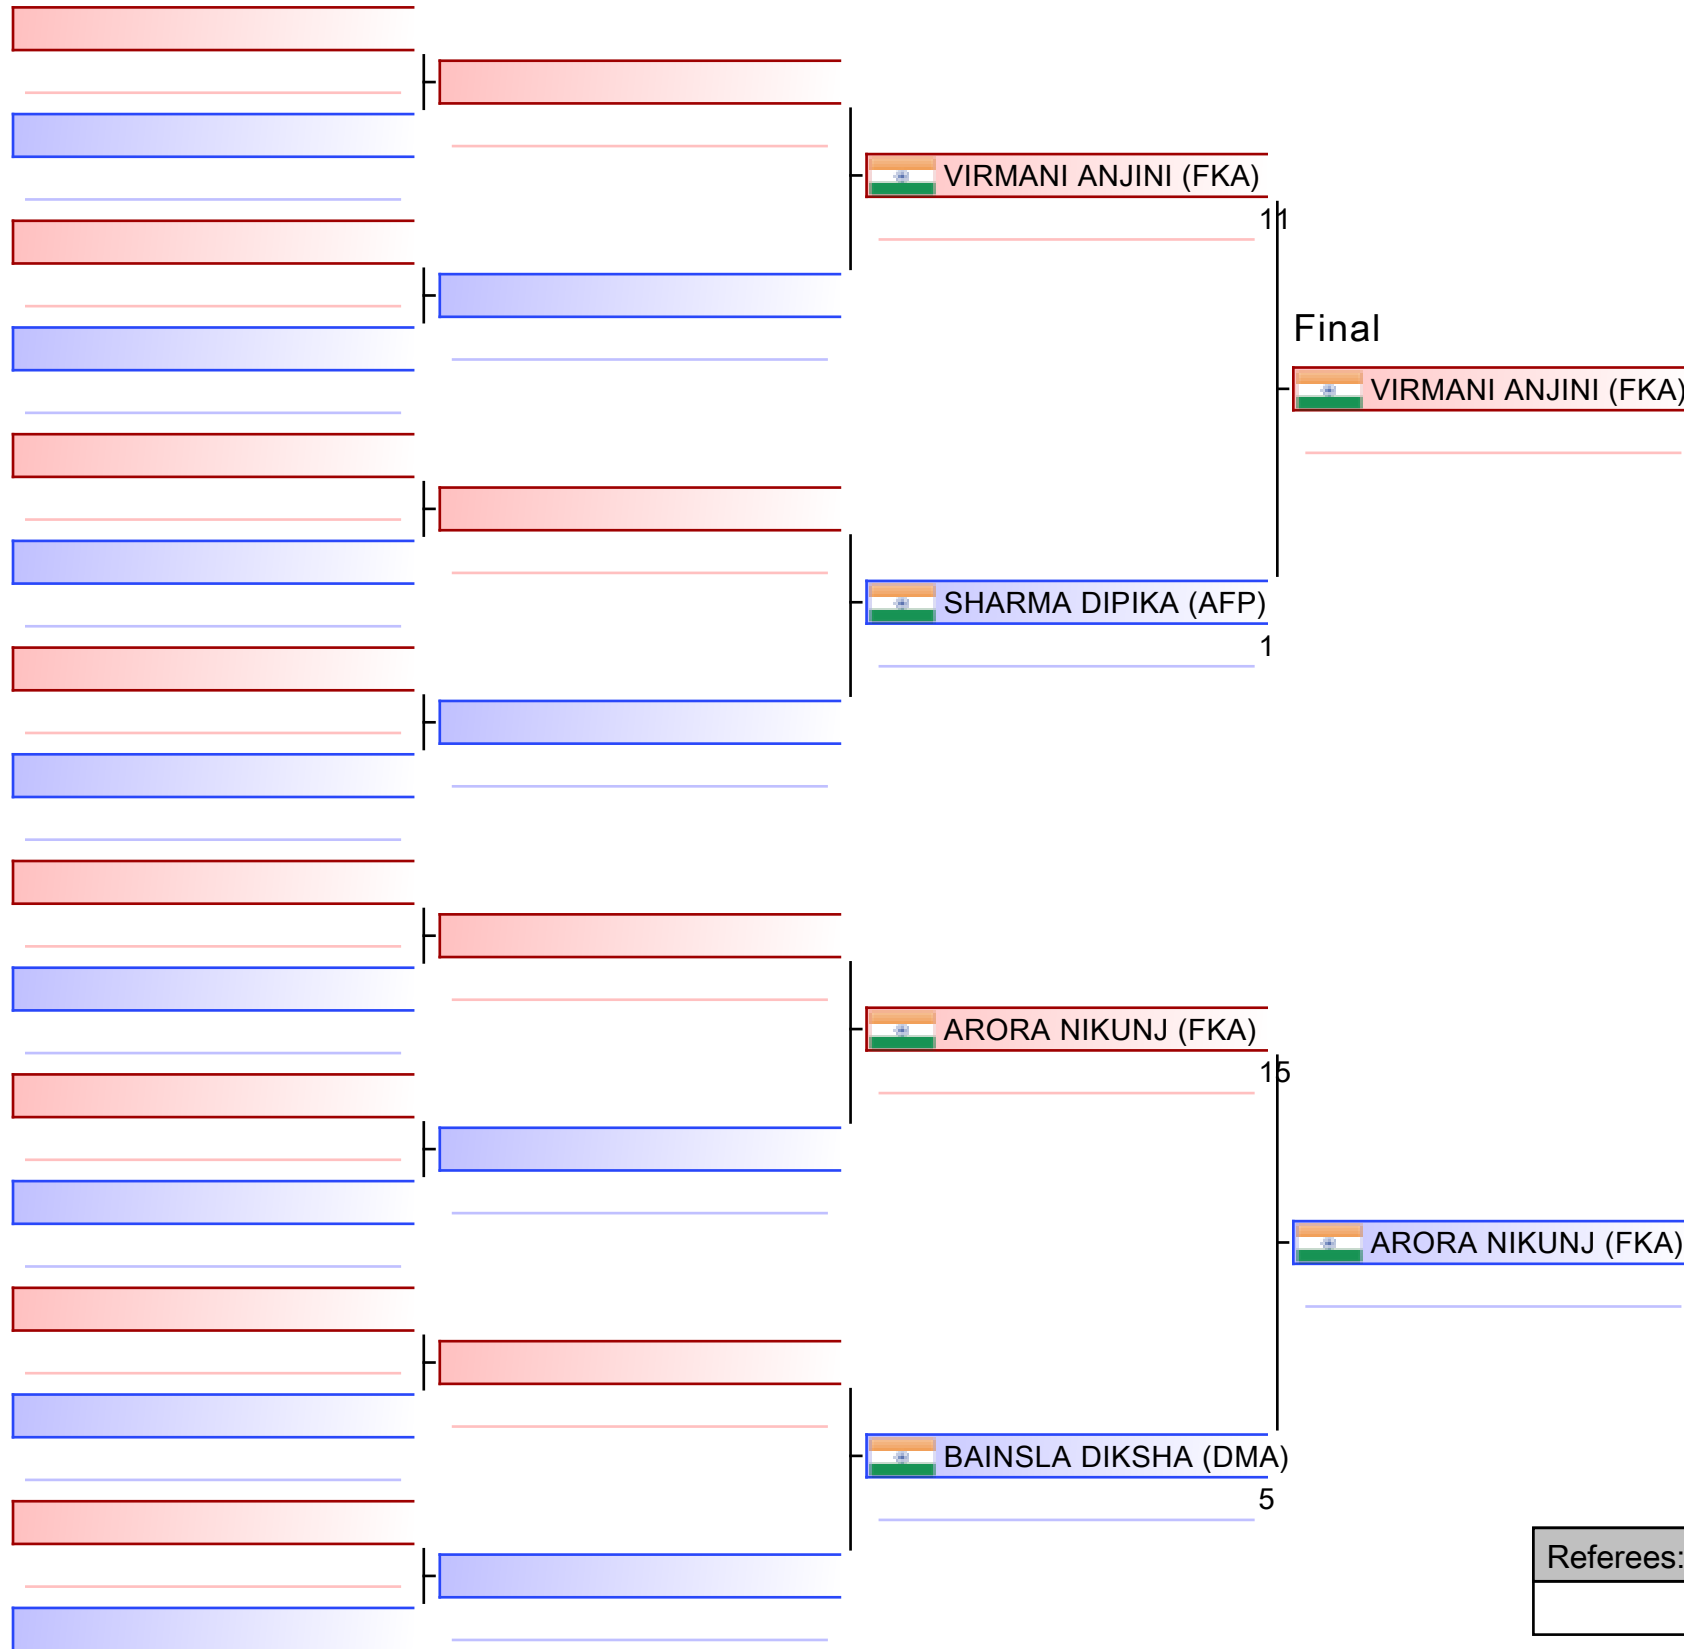 VIRMANI ANJINI (FKA)
11
Final
VIRMANI ANJINI (FKA)
SHARMA DIPIKA (AFP)
1
ARORA NIKUNJ (FKA)
15
ARORA NIKUNJ (FKA)
BAINSLA DIKSHA (DMA)
5
Referees: